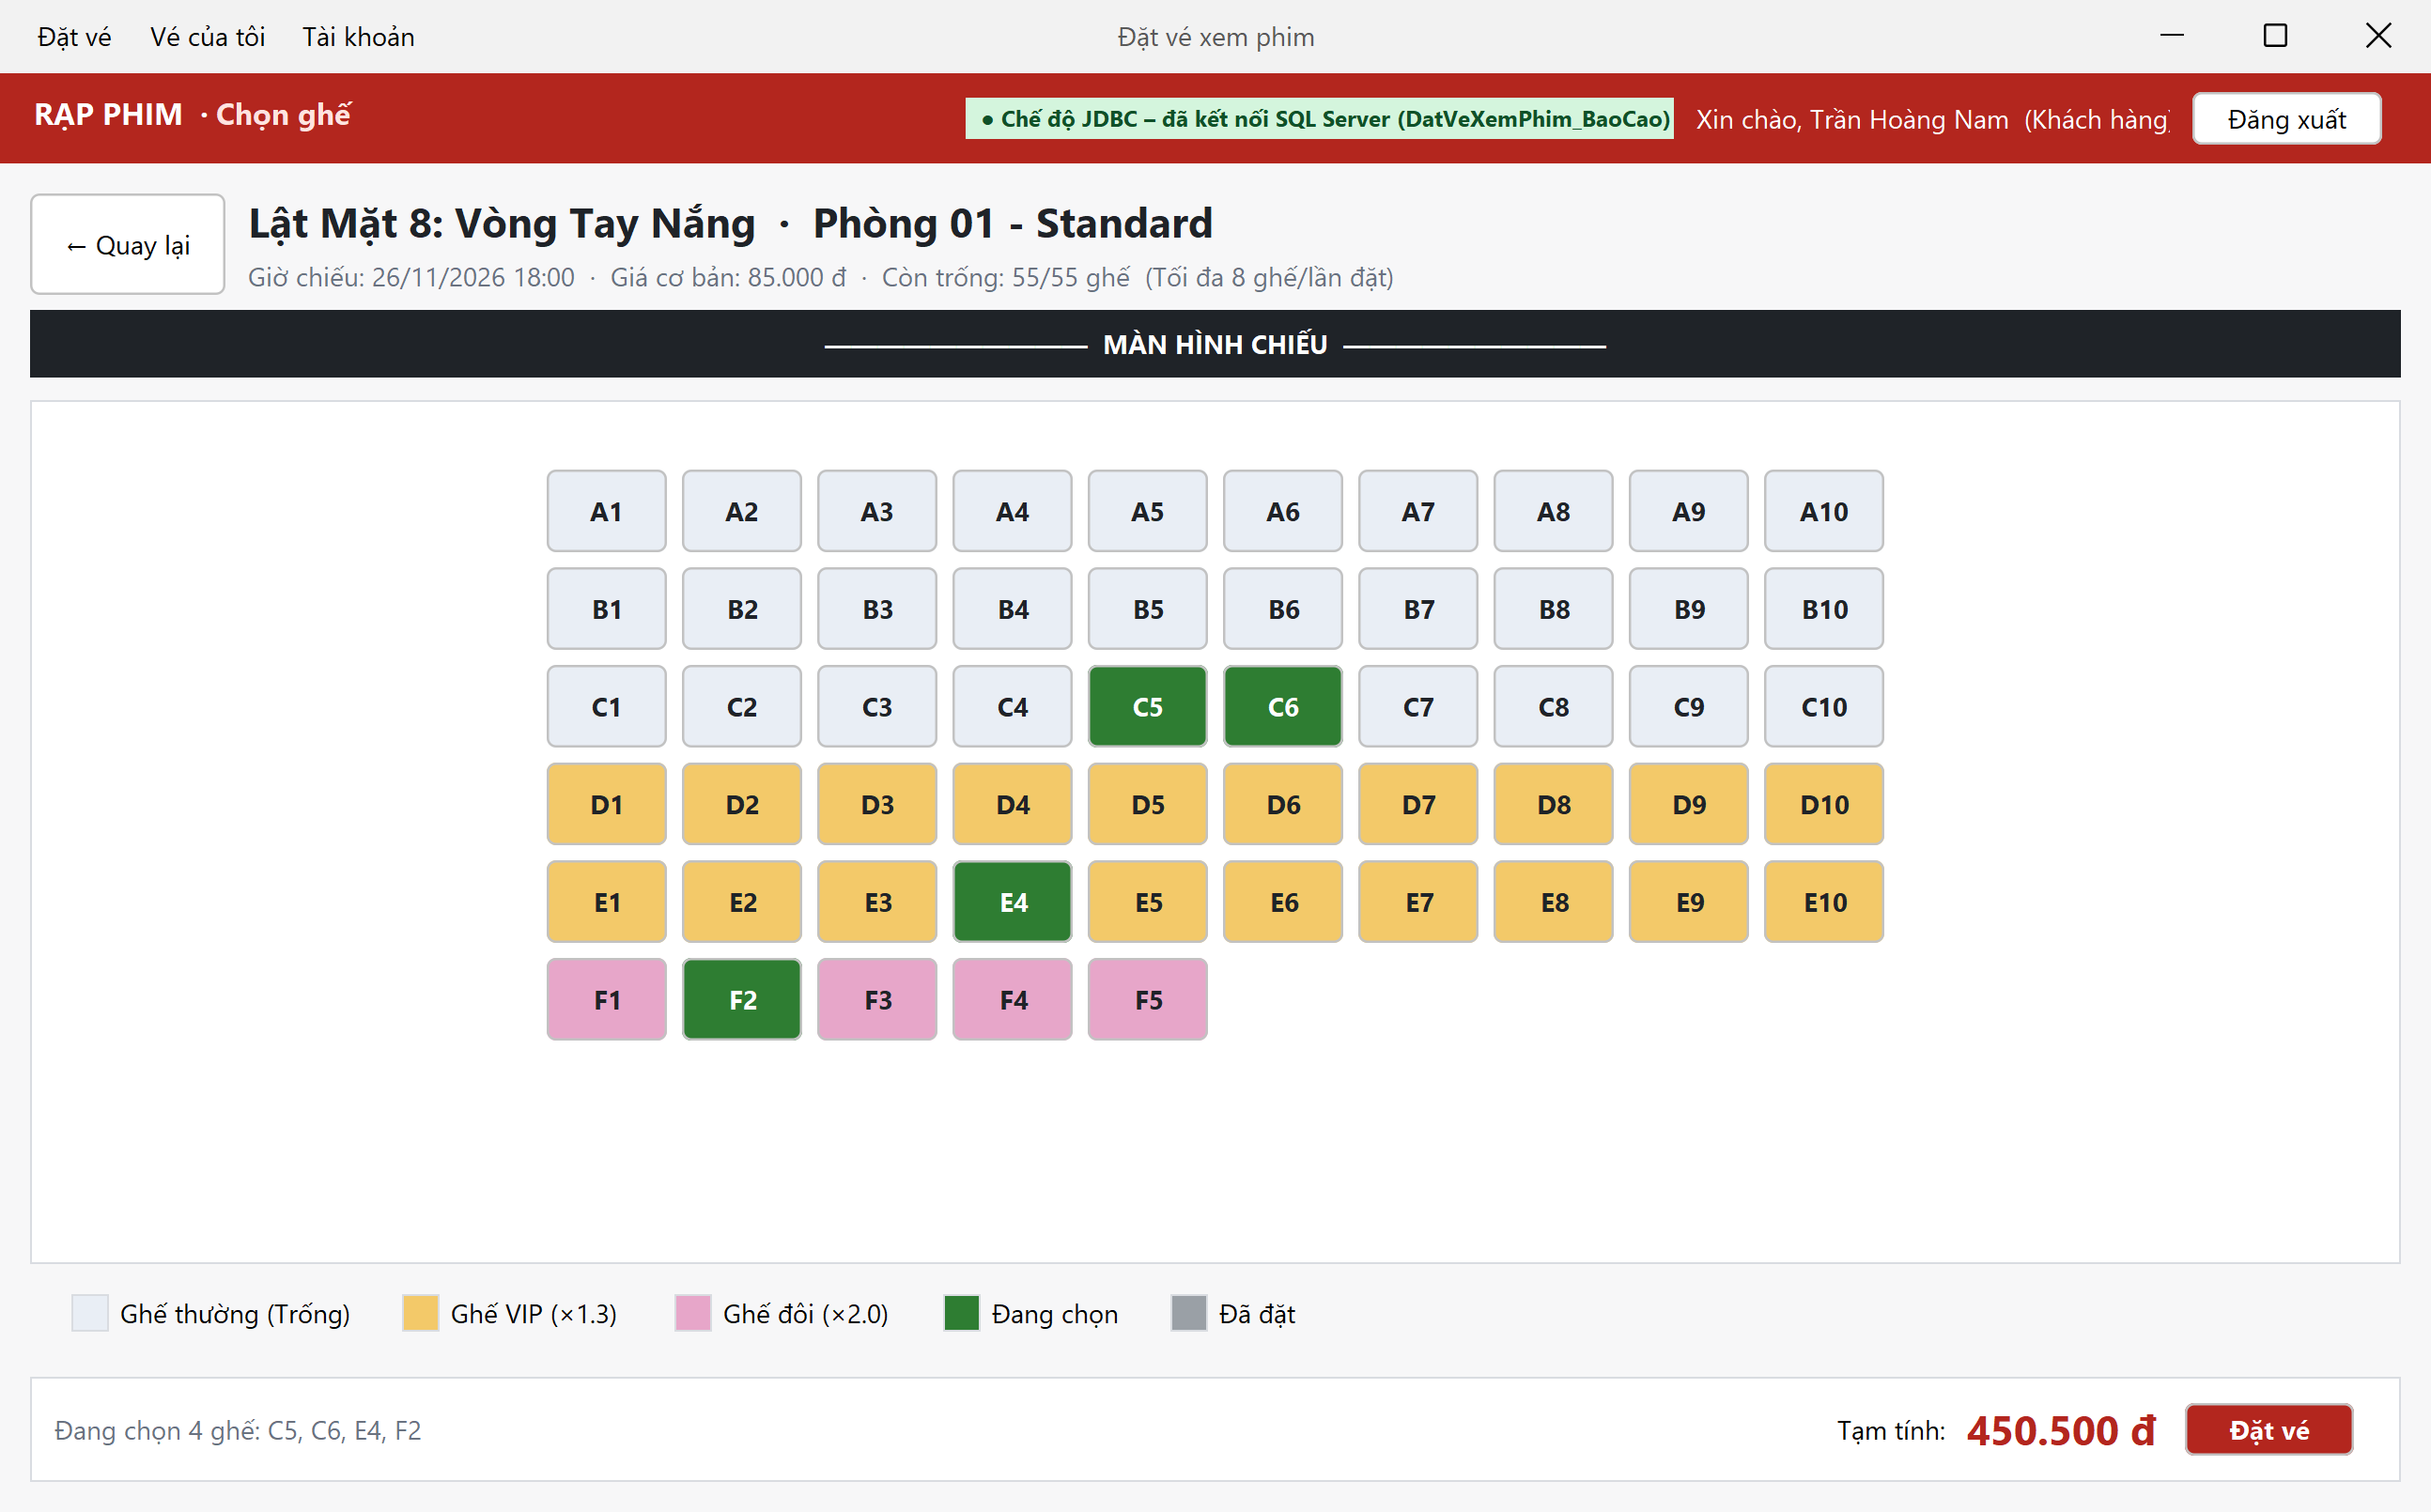 Đặt vé Vé của tôi Tài khoản Đặt vé xem phim
RẠP PHIM · Chọn ghế ● Chế độ JDBC – đã kết nối SQL Server (DatVeXemPhim_BaoCao) Xin chào, Trần Hoàng Nam (Khách hàng) Đăng xuất
← Quay lại
Lật Mặt 8: Vòng Tay Nắng · Phòng 01 - Standard
Giờ chiếu: 26/11/2026 18:00 · Giá cơ bản: 85.000 đ · Còn trống: 55/55 ghế (Tối đa 8 ghế/lần đặt)
MÀN HÌNH CHIẾU
A1 A2 A3 A4 A5 A6 A7 A8 A9 A10
B1 B2 B3 B4 B5 B6 B7 B8 B9 B10
C1 C2 C3 C4 C5 C6 C7 C8 C9 C10
D1 D2 D3 D4 D5 D6 D7 D8 D9 D10
E1 E2 E3 E4 E5 E6 E7 E8 E9 E10
F1 F2 F3 F4 F5
Ghế thường (Trống) Ghế VIP (×1.3) Ghế đôi (×2.0) Đang chọn Đã đặt
Đang chọn 4 ghế: C5, C6, E4, F2 Tạm tính: 450.500 đ Đặt vé